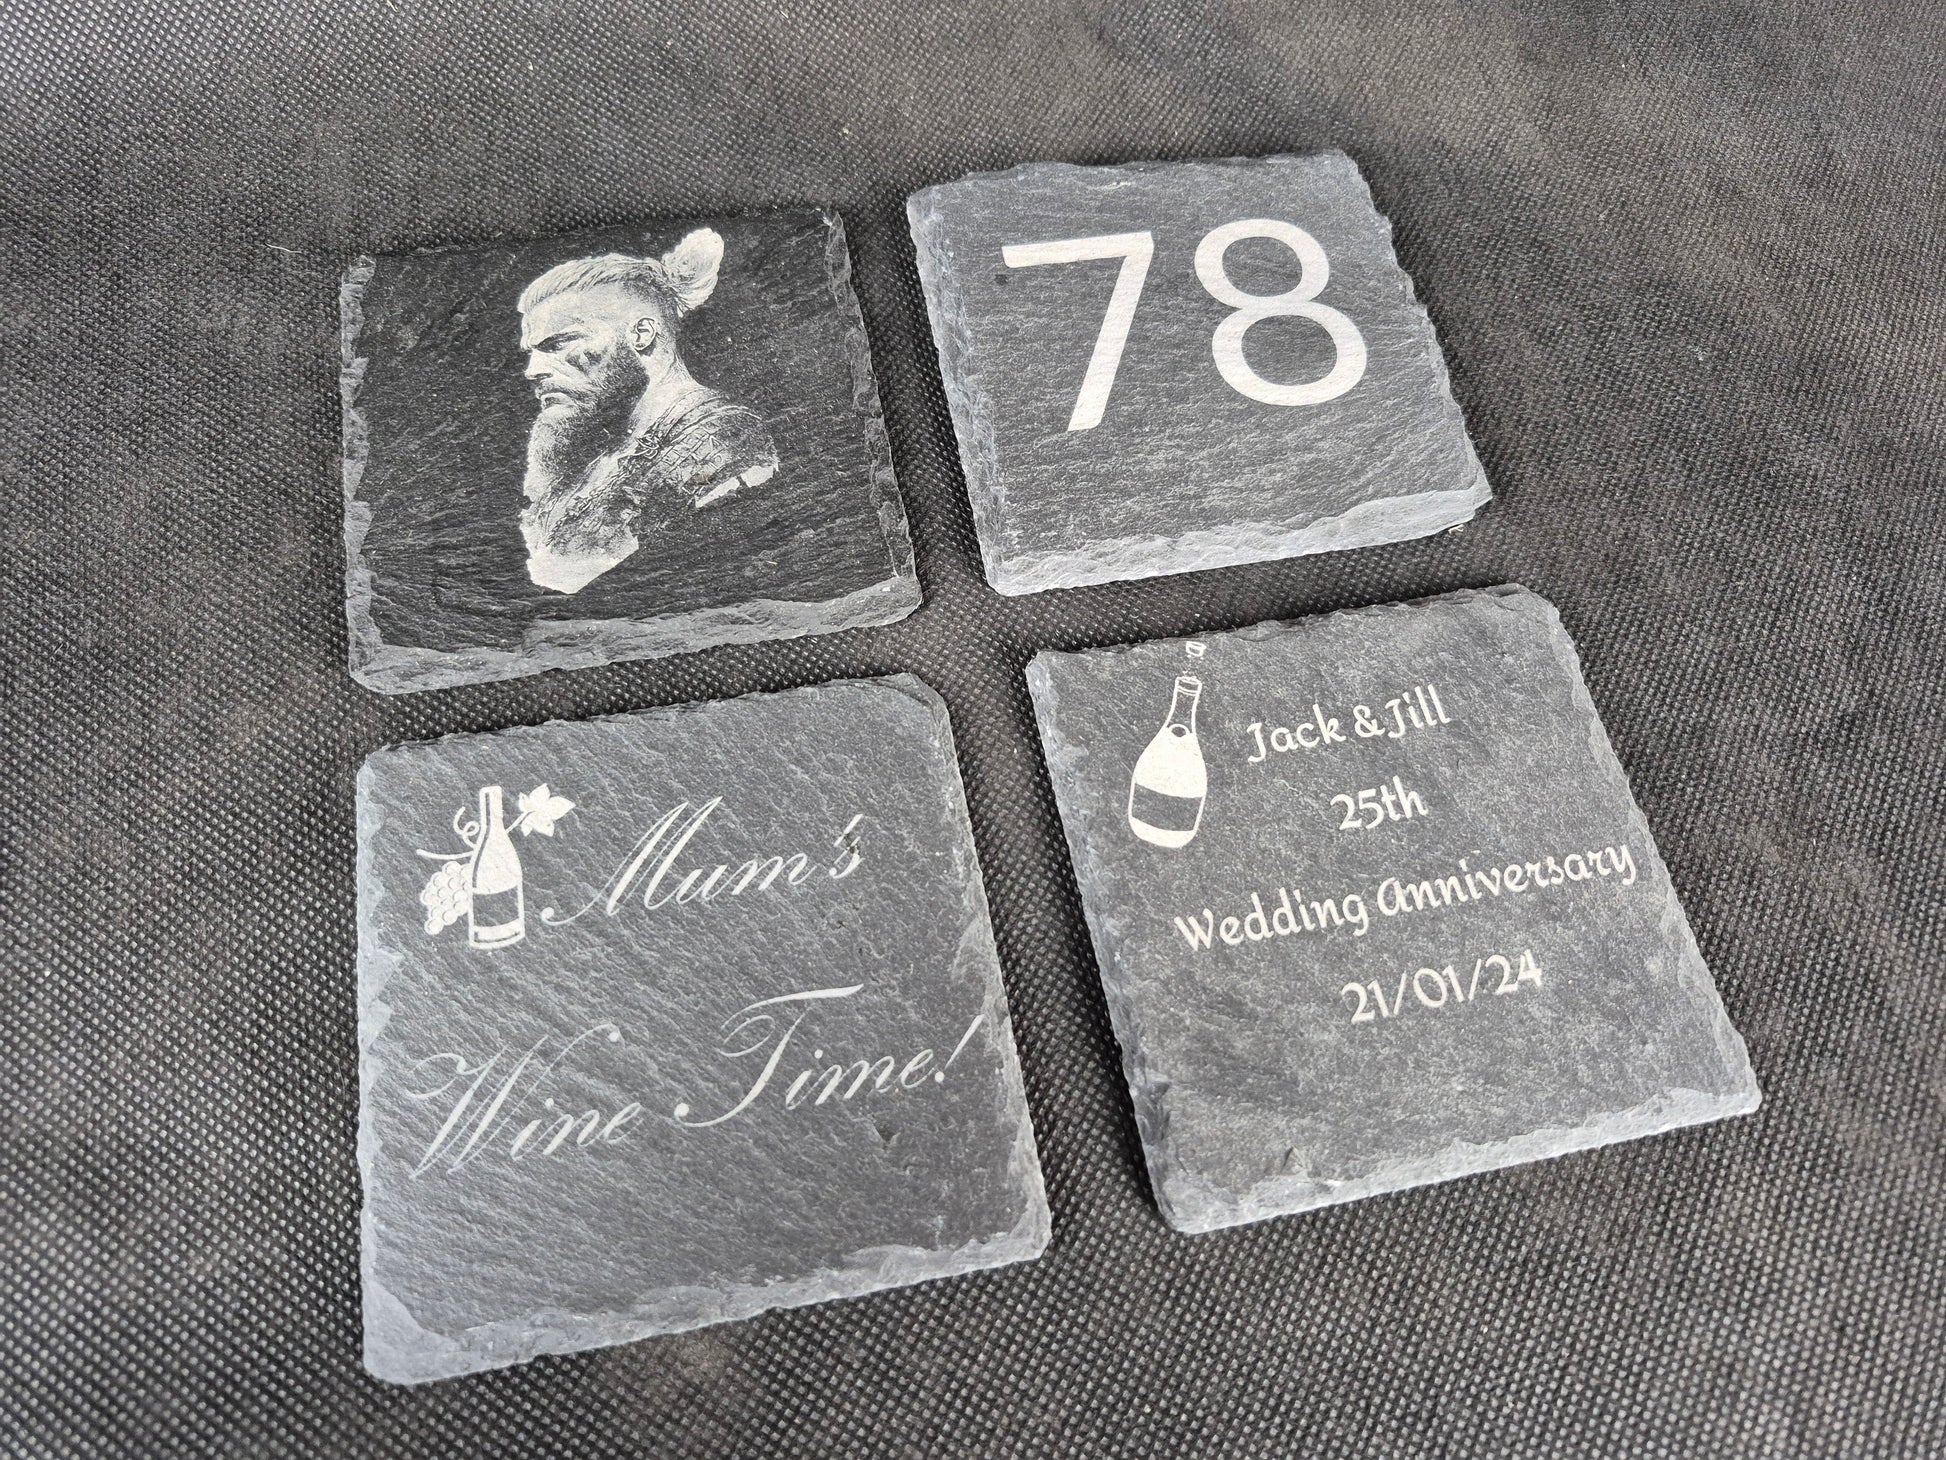 78
Mum's
Wine Time!
Jack & Jill
25th
Wedding Anniversary
21/01/24